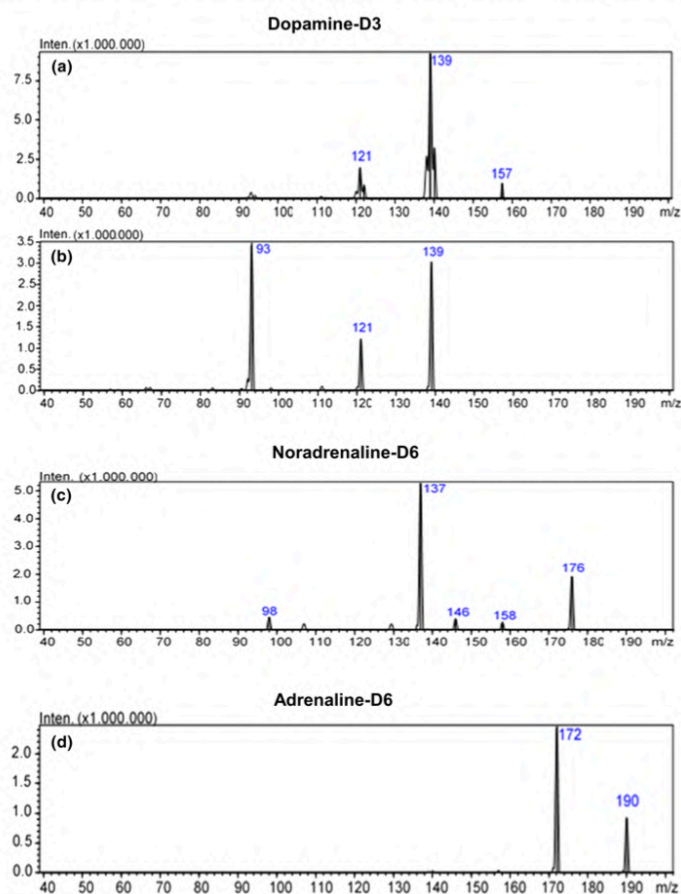 Dopamine-D3
Inten. (x1.000.000)
(a)
139
7.5
5.0
121
2.5
157
0.0
40 50 60 70 80 90 10C 110 120 130 140 150 160 170 180 190 m/z
Inten. (x1.000.000)
3.5
(b)
93
139
3.0
2.5
2.0
121
1.5
1.0
0.5
0.0
40 50 60 70 80 90 100 110 120 130 140 150 160 170 180 190 m/z
Noradrenaline-D6
Inten. (x1.000.000)
5.0
(c)
137
4.0
3.0
176
2.0
1.0
98
146
158
0.0
40 50 60 70 80 90 100 110 120 130 140 150 160 170 180 190 m/z
Adrenaline-D6
Inten. (x1.000.000)
(d)
172
2.0
1.5
190
1.0
0.5
0.0
40 50 60 70 80 90 100 110 120 130 140 150 160 170 180 190 m/z